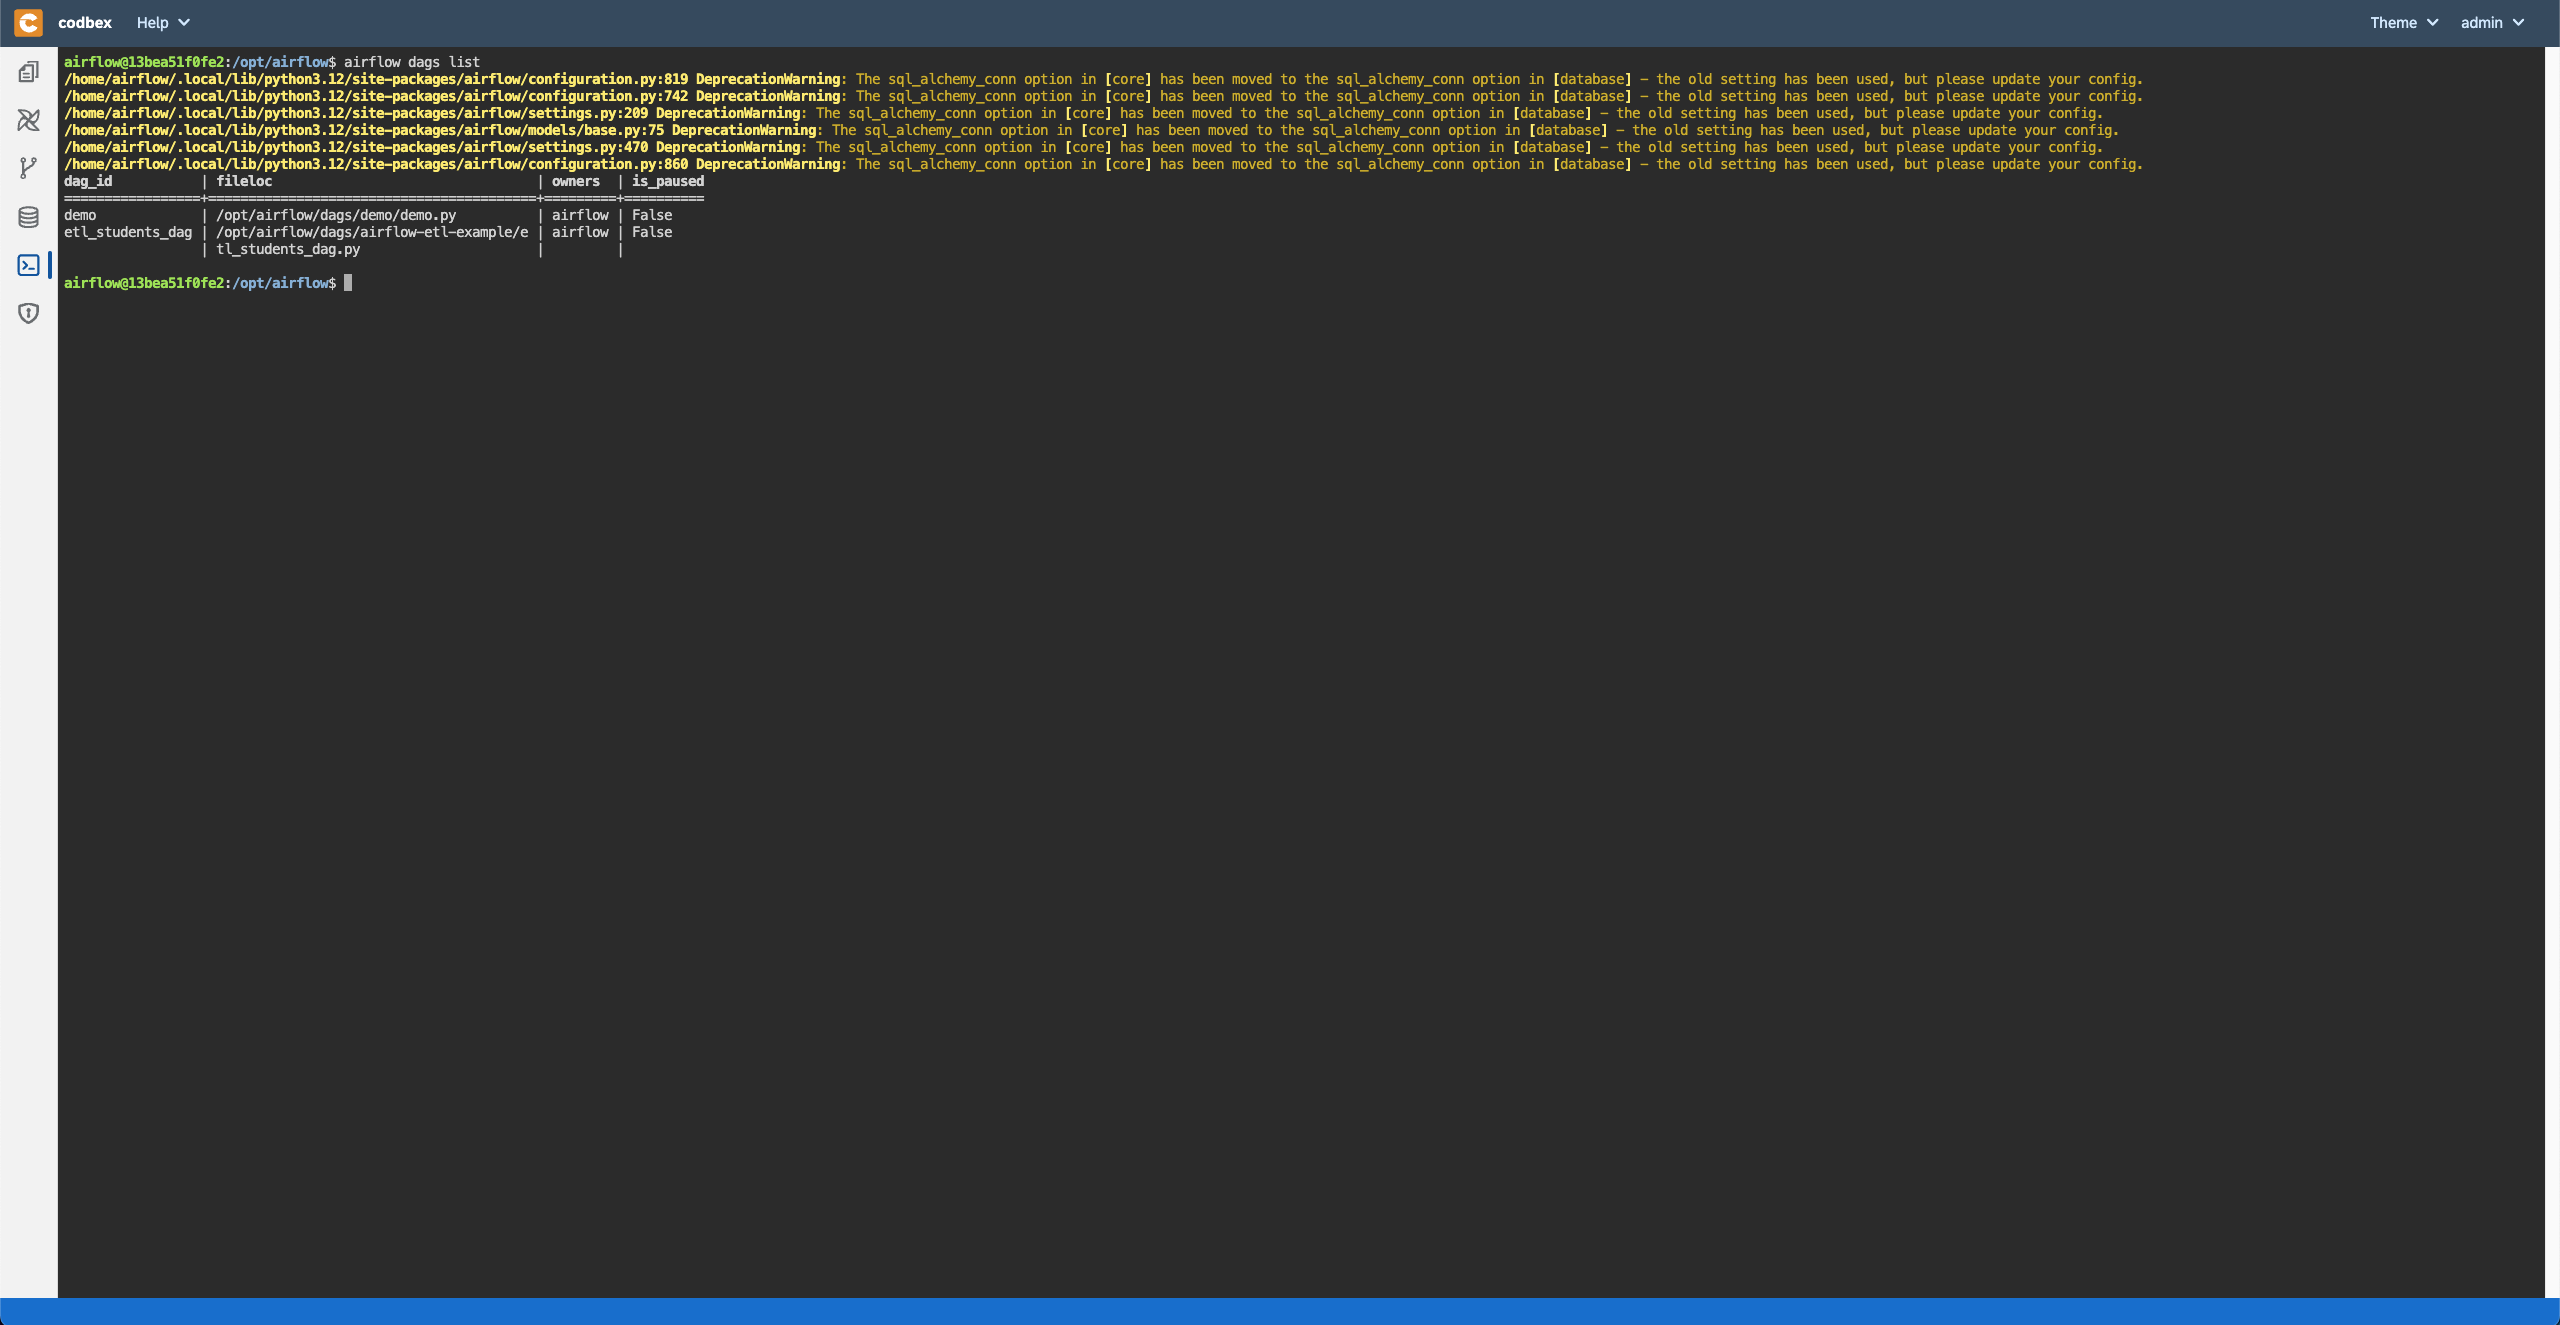 codbex Help Theme admin
airflow@13bea51f0fe2:/opt/airflow$ airflow dags list
/home/airflow/.local/lib/python3.12/site-packages/airflow/configuration.py:819 DeprecationWarning: The sql_alchemy_conn option in [core] has been moved to the sql_alchemy_conn option in [database] - the old setting has been used, but please update your config.
/home/airflow/.local/lib/python3.12/site-packages/airflow/configuration.py:742 DeprecationWarning: The sql_alchemy_conn option in [core] has been moved to the sql_alchemy_conn option in [database] - the old setting has been used, but please update your config.
/home/airflow/.local/lib/python3.12/site-packages/airflow/settings.py:209 DeprecationWarning: The sql_alchemy_conn option in [core] has been moved to the sql_alchemy_conn option in [database] - the old setting has been used, but please update your config.
/home/airflow/.local/lib/python3.12/site-packages/airflow/models/base.py:75 DeprecationWarning: The sql_alchemy_conn option in [core] has been moved to the sql_alchemy_conn option in [database] - the old setting has been used, but please update your config.
/home/airflow/.local/lib/python3.12/site-packages/airflow/settings.py:470 DeprecationWarning: The sql_alchemy_conn option in [core] has been moved to the sql_alchemy_conn option in [database] - the old setting has been used, but please update your config.
/home/airflow/.local/lib/python3.12/site-packages/airflow/configuration.py:860 DeprecationWarning: The sql_alchemy_conn option in [core] has been moved to the sql_alchemy_conn option in [database] - the old setting has been used, but please update your config.
dag_id           | fileloc                                 | owners  | is_paused
=================+=========================================+=========+==========
demo             | /opt/airflow/dags/demo/demo.py          | airflow | False
etl_students_dag | /opt/airflow/dags/airflow-etl-example/e | airflow | False
                 | tl_students_dag.py                      |         |
airflow@13bea51f0fe2:/opt/airflow$